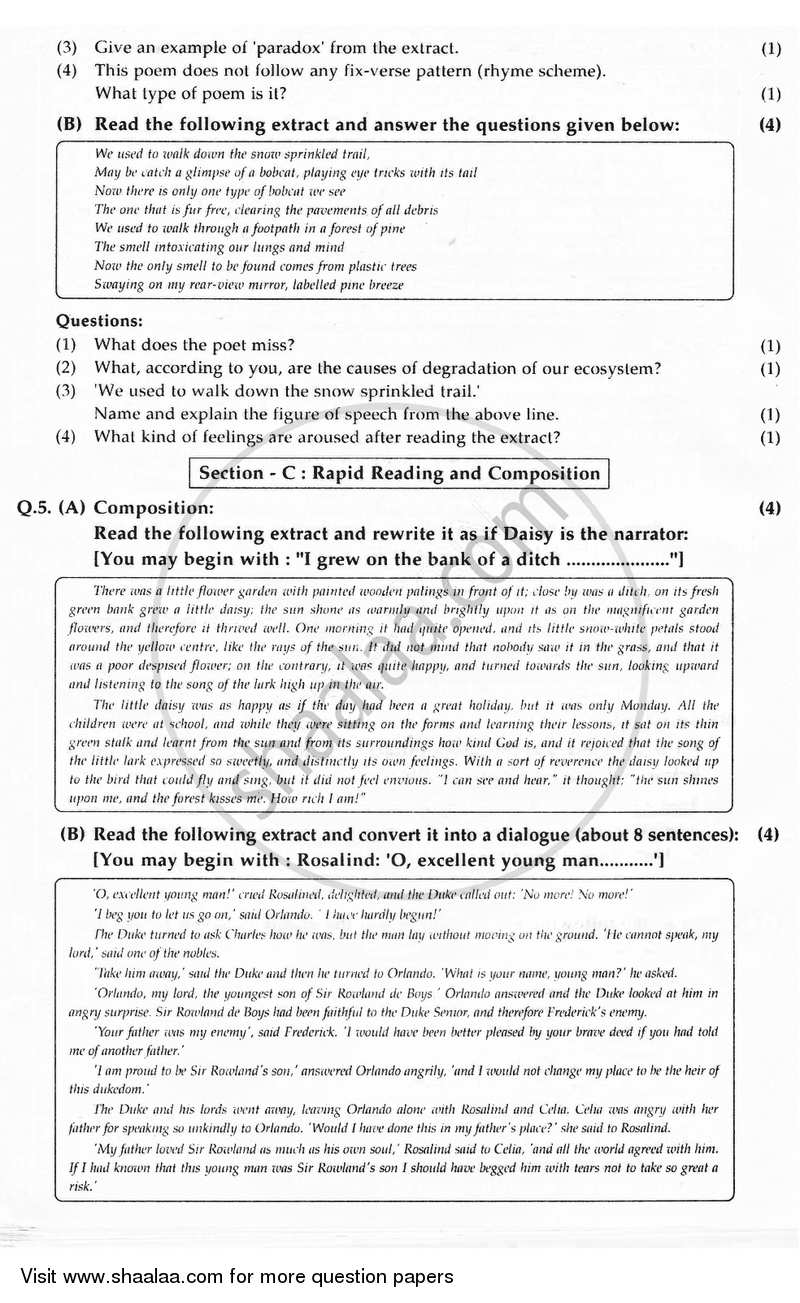 (3) Give an example of 'paradox' from the extract. (1)
(4) This poem does not follow any fix-verse pattern (rhyme scheme).
What type of poem is it? (1)
(B) Read the following extract and answer the questions given below: (4)
We used to walk down the snow sprinkled trail,
May be catch a glimpse of a bobcat, playing eye tricks with its tail
Now there is only one type of bobcat we see
The one that is fur free, clearing the pavements of all debris
We used to walk through a footpath in a forest of pine
The smell intoxicating our lungs and mind
Now the only smell to be found comes from plastic trees
Swaying on my rear-view mirror, labelled pine breeze
Questions:
(1) What does the poet miss? (1)
(2) What, according to you, are the causes of degradation of our ecosystem? (1)
(3) 'We used to walk down the snow sprinkled trail.'
Name and explain the figure of speech from the above line. (1)
(4) What kind of feelings are aroused after reading the extract? (1)
Section - C : Rapid Reading and Composition
Q.5. (A) Composition: (4)
Read the following extract and rewrite it as if Daisy is the narrator:
[You may begin with : "I grew on the bank of a ditch ....................."]
There was a little flower garden with painted wooden palings in front of it; close by was a ditch, on its fresh
green bank grew a little daisy; the sun shone as warmly and brightly upon it as on the magnificent garden
flowers, and therefore it thrived well. One morning it had quite opened, and its little snow-white petals stood
around the yellow centre, like the rays of the sun. It did not mind that nobody saw it in the grass, and that it
was a poor despised flower; on the contrary, it was quite happy, and turned towards the sun, looking upward
and listening to the song of the lark high up in the air.
The little daisy was as happy as if the day had been a great holiday, but it was only Monday. All the
children were at school, and while they were sitting on the forms and learning their lessons, it sat on its thin
green stalk and learnt from the sun and from its surroundings how kind God is, and it rejoiced that the song of
the little lark expressed so sweetly, and distinctly its own feelings. With a sort of reverence the daisy looked up
to the bird that could fly and sing, but it did not feel envious. "I can see and hear," it thought; "the sun shines
upon me, and the forest kisses me. How rich I am!"
(B) Read the following extract and convert it into a dialogue (about 8 sentences): (4)
[You may begin with : Rosalind: 'O, excellent young man...........']
'O, excellent young man!' cried Rosalined, delighted, and the Duke called out: 'No more! No more!'
'I beg you to let us go on,' said Orlando. ' I have hardly begun!'
The Duke turned to ask Charles how he was, but the man lay without moving on the ground. 'He cannot speak, my
lord,' said one of the nobles.
'Take him away,' said the Duke and then he turned to Orlando. 'What is your name, young man?' he asked.
'Orlando, my lord, the youngest son of Sir Rowland de Boys ' Orlando answered and the Duke looked at him in
angry surprise. Sir Rowland de Boys had been faithful to the Duke Senior, and therefore Frederick's enemy.
'Your father was my enemy', said Frederick. 'I would have been better pleased by your brave deed if you had told
me of another father.'
'I am proud to be Sir Rowland's son,' answered Orlando angrily, 'and I would not change my place to be the heir of
this dukedom.'
The Duke and his lords went away, leaving Orlando alone with Rosalind and Celia. Celia was angry with her
father for speaking so unkindly to Orlando. 'Would I have done this in my father's place?' she said to Rosalind.
'My father loved Sir Rowland as much as his own soul,' Rosalind said to Celia, 'and all the world agreed with him.
If I had known that this young man was Sir Rowland's son I should have begged him with tears not to take so great a
risk.'
shaalaa.com
Visit www.shaalaa.com for more question papers